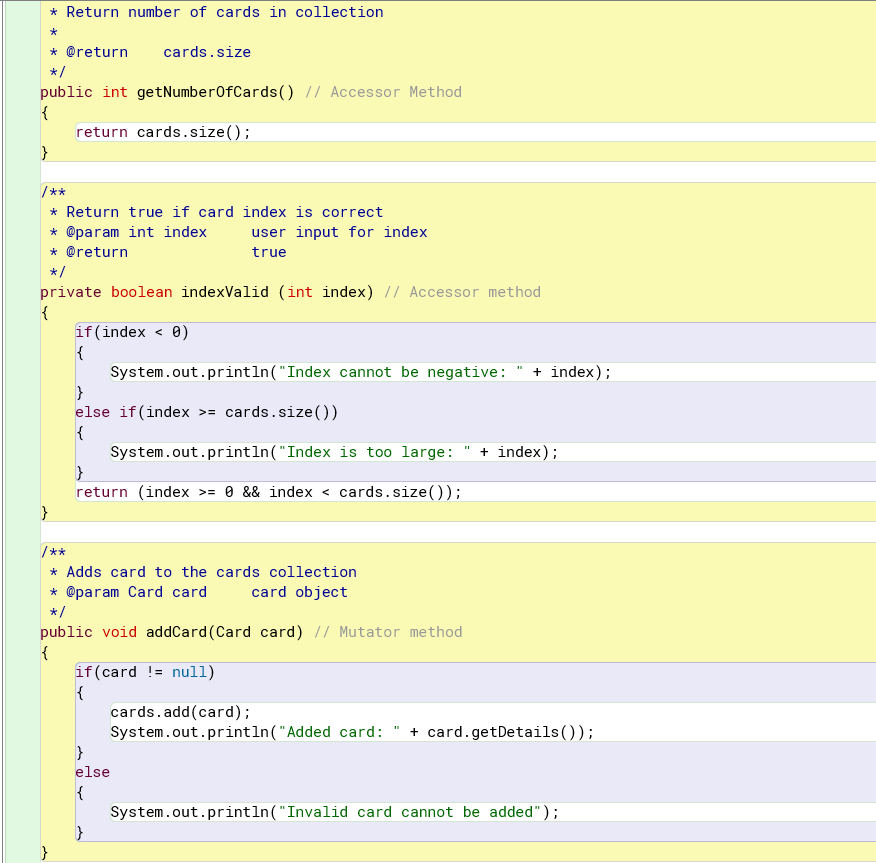 * Return number of cards in collection
 *
 * @return    cards.size
 */
public int getNumberOfCards() // Accessor Method
{
    return cards.size();
}

/**
 * Return true if card index is correct
 * @param int index     user input for index
 * @return              true
 */
private boolean indexValid (int index) // Accessor method
{
    if(index < 0)
    {
        System.out.println("Index cannot be negative: " + index);
    }
    else if(index >= cards.size())
    {
        System.out.println("Index is too large: " + index);
    }
    return (index >= 0 && index < cards.size());
}

/**
 * Adds card to the cards collection
 * @param Card card     card object
 */
public void addCard(Card card) // Mutator method
{
    if(card != null)
    {
        cards.add(card);
        System.out.println("Added card: " + card.getDetails());
    }
    else
    {
        System.out.println("Invalid card cannot be added");
    }
}